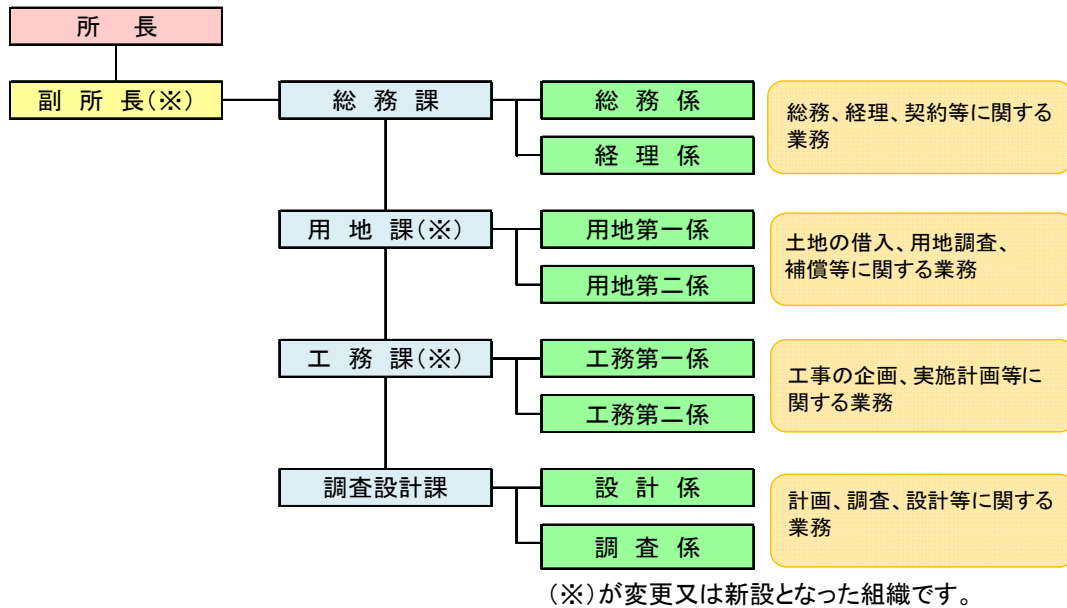 所　長
副 所 長(※)
総　務　課
総　務　係
経　理　係
総務、経理、契約等に関する
業務
用　地　課(※)
用地第一係
用地第二係
土地の借入、用地調査、
補償等に関する業務
工　務　課(※)
工務第一係
工務第二係
工事の企画、実施計画等に
関する業務
調査設計課
設　計　係
調　査　係
計画、調査、設計等に関する
業務
(※)が変更又は新設となった組織です。